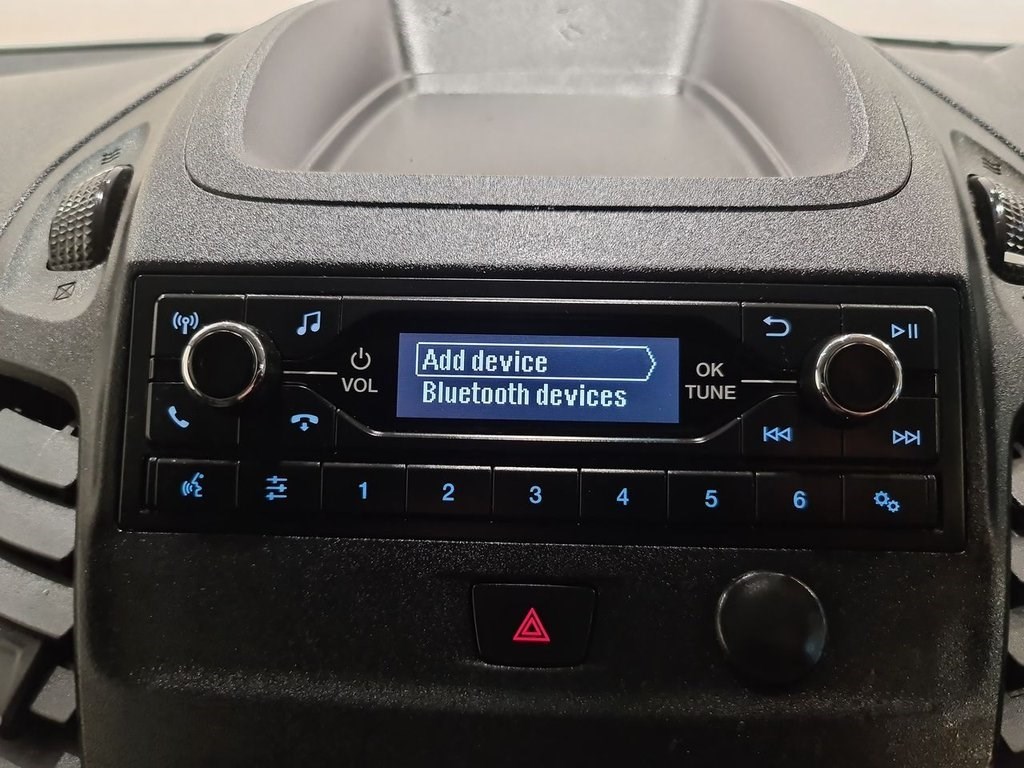 Add device
Bluetooth devices
VOL
OK
TUNE
1 2 3 4 5 6